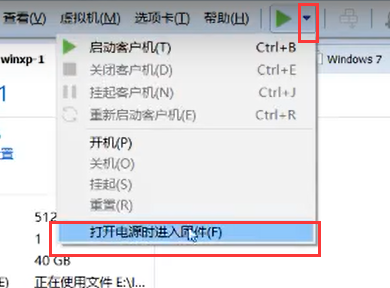 查看(V) 虚拟机(M) 选项卡(T) 帮助(H)
winxp-1
Windows 7
1
启动客户机(T) Ctrl+B
关闭客户机(D) Ctrl+E
挂起客户机(N) Ctrl+J
重新启动客户机(E) Ctrl+R
置
开机(P)
关机(O)
挂起(S)
重置(R)
512
打开电源时进入固件(F)
1
40 GB
正在使用文件 E:\I...